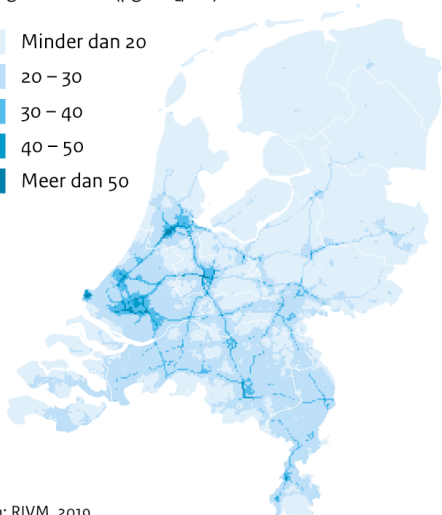 Minder dan 20
20 – 30
30 – 40
40 – 50
Meer dan 50
RIVM, 2019